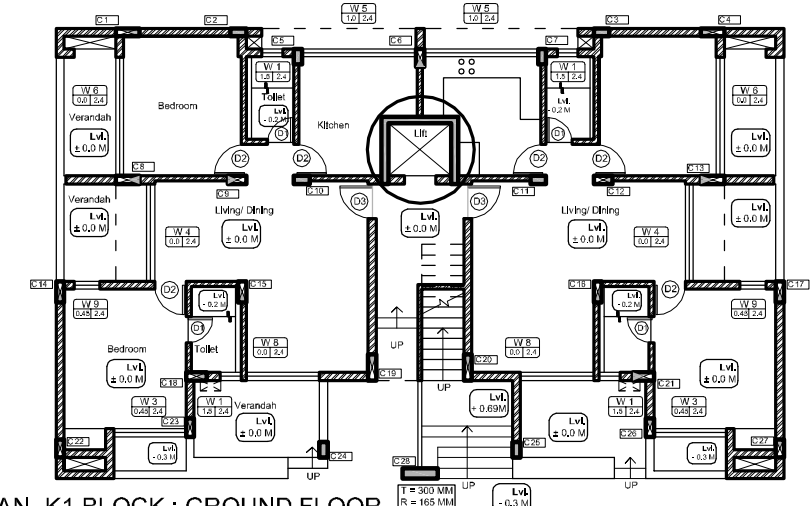 C1
C2
W 5
1.0 2.4
W 5
1.0 2.4
C3
C4
C5
C6
C7
W 1
1.5 2.4
W 1
1.5 2.4
W 6
0.0 2.4
Verandah
Lvl.
± 0.0 M
Bedroom
Toilet
Lvl.
- 0.2 M
D1
Kitchen
Lift
Lvl.
- 0.2 M
D1
W 6
0.0 2.4
Lvl.
± 0.0 M
D2
D2
D2
D2
C8
C9
C10
C11
C12
C13
Verandah
Lvl.
± 0.0 M
W 4
0.0 2.4
Living/ Dining
Lvl.
± 0.0 M
D3
Lvl.
± 0.0 M
D3
Living/ Dining
Lvl.
± 0.0 M
W 4
0.0 2.4
Lvl.
± 0.0 M
C14
D2
C15
C16
D2
C17
W 9
0.45 2.4
Lvl.
- 0.2 M
D1
Toilet
Lvl.
- 0.2 M
D1
W 9
0.45 2.4
Bedroom
Lvl.
± 0.0 M
W 8
0.0 2.4
UP
UP
W 8
0.0 2.4
Lvl.
± 0.0 M
C18
C19
C20
C21
W 3
0.45 2.4
W 1
1.5 2.4
Verandah
Lvl.
± 0.0 M
Lvl.
+ 0.69M
Lvl.
± 0.0 M
W 1
1.5 2.4
W 3
0.45 2.4
C22
C23
C24
C25
C26
C27
Lvl.
- 0.3 M
UP
C28
UP
UP
Lvl.
- 0.3 M
AN K1 BLOCK : GROUND FLOOR
T = 300 MM
R = 165 MM
Lvl.
- 0.3 M